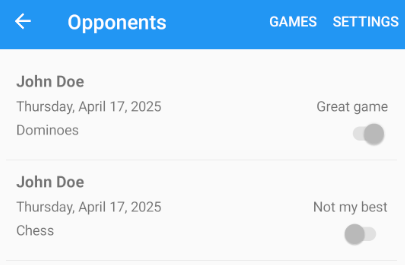 Opponents GAMES SETTINGS
John Doe
Thursday, April 17, 2025 Great game
Dominoes
John Doe
Thursday, April 17, 2025 Not my best
Chess